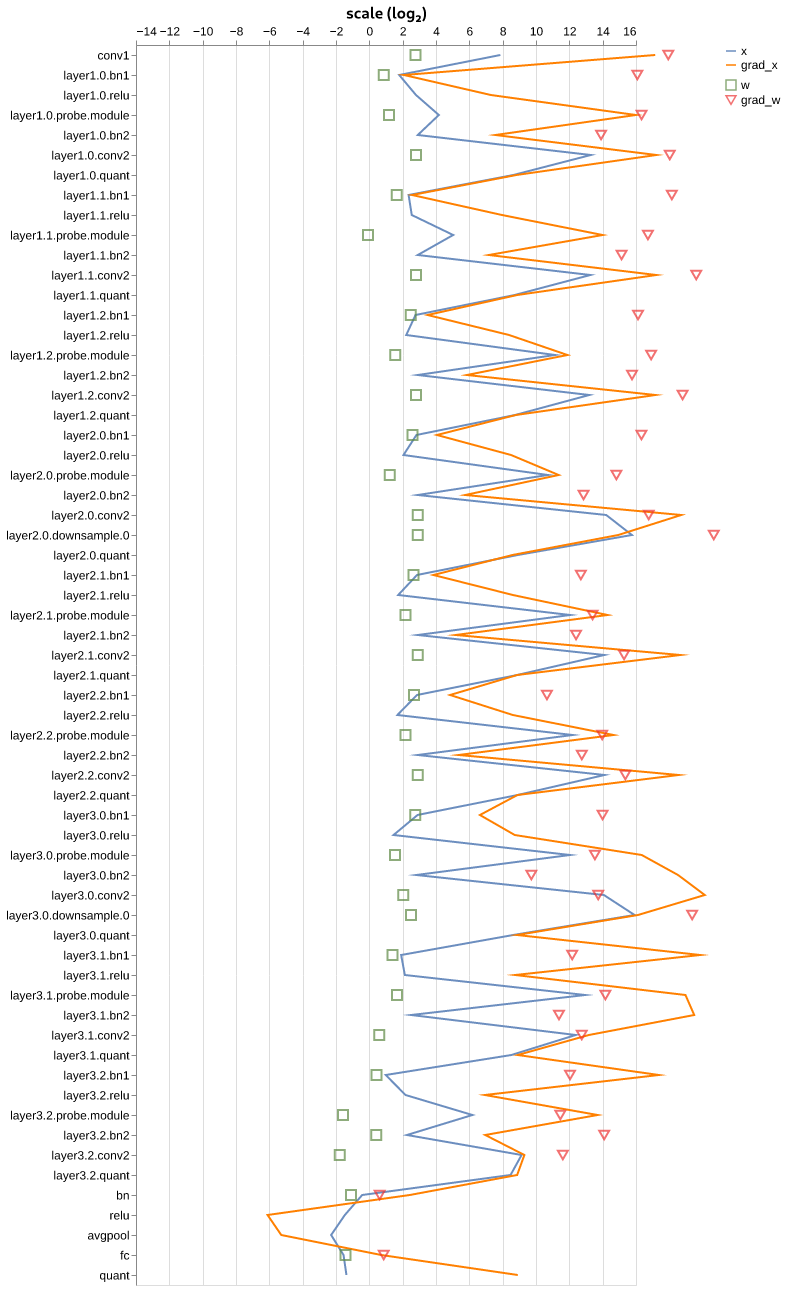 scale (log₂)
−14 −12 −10 −8 −6 −4 −2 0 2 4 6 8 10 12 14 16
x
grad_x
w
grad_w
conv1
layer1.0.bn1
layer1.0.relu
layer1.0.probe.module
layer1.0.bn2
layer1.0.conv2
layer1.0.quant
layer1.1.bn1
layer1.1.relu
layer1.1.probe.module
layer1.1.bn2
layer1.1.conv2
layer1.1.quant
layer1.2.bn1
layer1.2.relu
layer1.2.probe.module
layer1.2.bn2
layer1.2.conv2
layer1.2.quant
layer2.0.bn1
layer2.0.relu
layer2.0.probe.module
layer2.0.bn2
layer2.0.conv2
layer2.0.downsample.0
layer2.0.quant
layer2.1.bn1
layer2.1.relu
layer2.1.probe.module
layer2.1.bn2
layer2.1.conv2
layer2.1.quant
layer2.2.bn1
layer2.2.relu
layer2.2.probe.module
layer2.2.bn2
layer2.2.conv2
layer2.2.quant
layer3.0.bn1
layer3.0.relu
layer3.0.probe.module
layer3.0.bn2
layer3.0.conv2
layer3.0.downsample.0
layer3.0.quant
layer3.1.bn1
layer3.1.relu
layer3.1.probe.module
layer3.1.bn2
layer3.1.conv2
layer3.1.quant
layer3.2.bn1
layer3.2.relu
layer3.2.probe.module
layer3.2.bn2
layer3.2.conv2
layer3.2.quant
bn
relu
avgpool
fc
quant